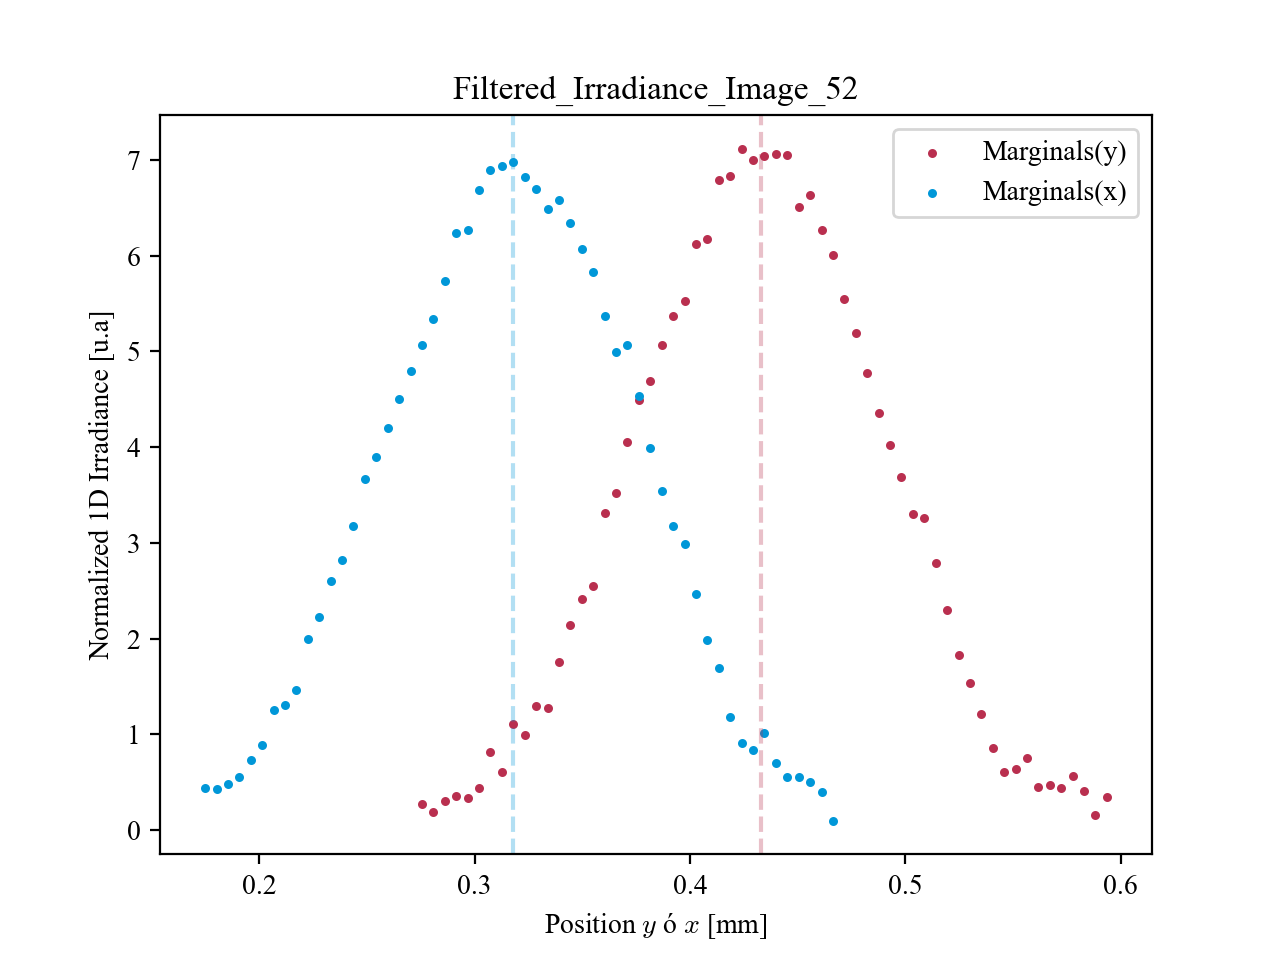 Filtered_Irradiance_Image_52
Marginals(y)
Marginals(x)
Normalized 1D Irradiance [u.a]
7
6
5
4
3
2
1
0
0.2 0.3 0.4 0.5 0.6
Position y ó x [mm]